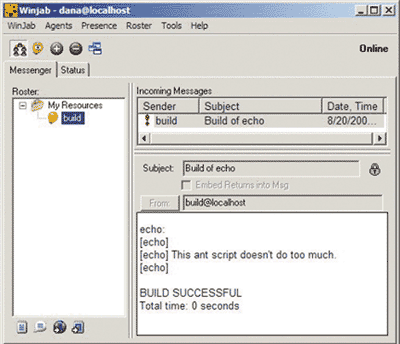 Winjab - dana@localhost
WinJab Agents Presence Roster Tools Help
Online
Messenger Status
Roster:
My Resources
build
Incoming Messages
Sender Subject Date, Time
build Build of echo 8/20/200...
Subject: Build of echo
Embed Returns into Msg
From: build@localhost
echo:
[echo]
[echo] This ant script doesn't do too much.
[echo]
BUILD SUCCESSFUL
Total time: 0 seconds